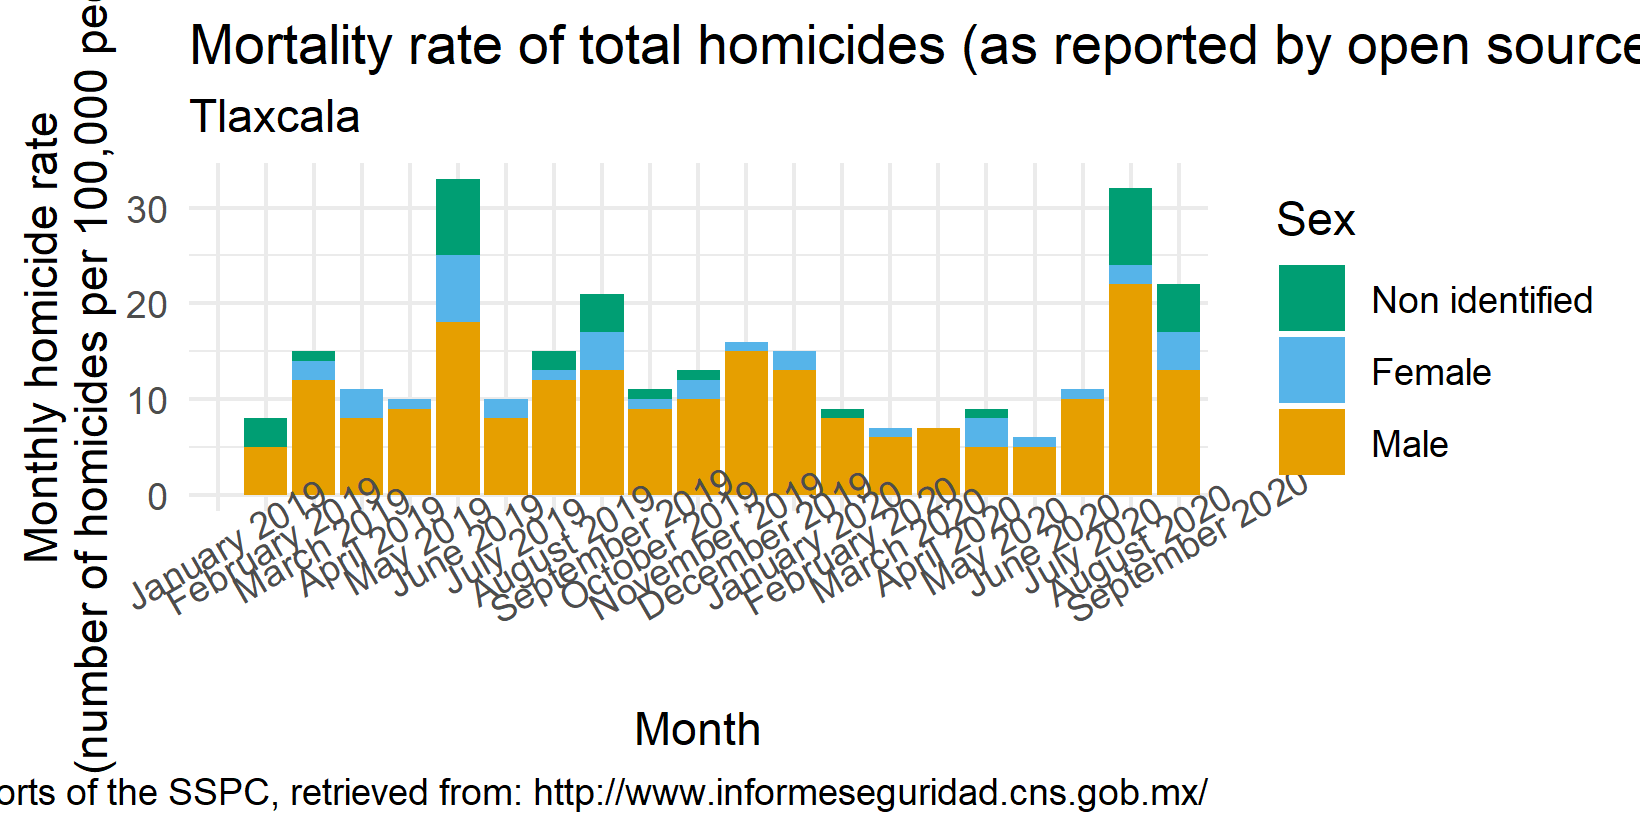 Mortality rate of total homicides (as reported by open source
Tlaxcala
Monthly homicide rate
(number of homicides per 100,000 pe
30
20
10
0
January 2019
February 2019
March 2019
April 2019
May 2019
June 2019
July 2019
August 2019
September 2019
October 2019
November 2019
December 2019
January 2020
February 2020
March 2020
April 2020
May 2020
June 2020
July 2020
August 2020
September 2020
Month
Sex
Non identified
Female
Male
orts of the SSPC, retrieved from: http://www.informeseguridad.cns.gob.mx/